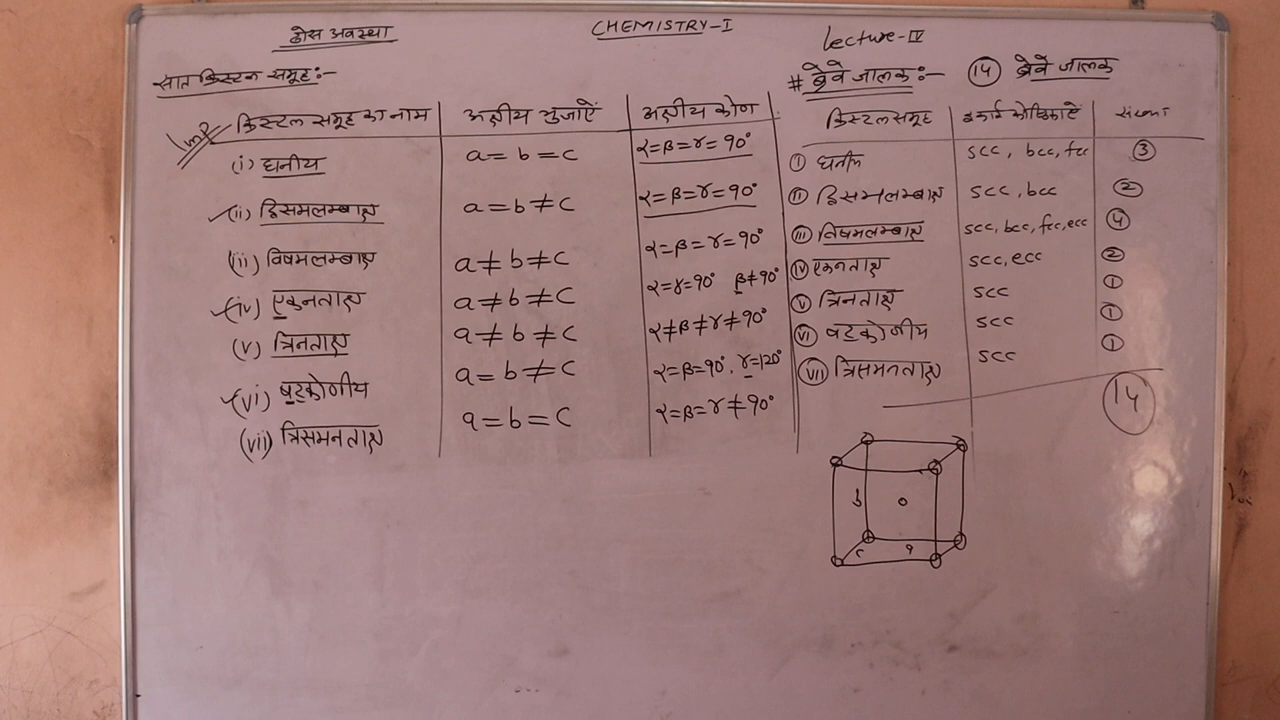 ठोस अवस्था
CHEMISTRY-I
Lecture-IV
सात क्रिस्टल समूह:-
# ब्रेवे जालक:- 14 ब्रेवे जालक
Imp क्रिस्टल समूह का नाम अक्षीय भुजाऐं अक्षीय कोण
(i) घनीय a = b = c α=β=γ= 90°
(ii) द्विसमलम्बाक्ष a = b ≠ c α=β=γ=90°
(ii) विषमलम्बाक्ष a ≠ b ≠ c α=β=γ=90°
(iv) एकनताक्ष a ≠ b ≠ c α=γ=90° β≠90°
(v) त्रिनताक्ष a ≠ b ≠ c α≠β≠γ≠90°
(vi) षट्कोणीय a = b ≠ c α=β=90°, γ=120°
(vii) त्रिसमनताक्ष a = b = c α=β=γ≠90°
क्रिस्टल समूह इकाई कोष्ठिकाऐं संख्या
I घनीय scc, bcc, fcc 3
II द्विसमलम्बाक्ष scc, bcc 2
III विषमलम्बाक्ष scc, bcc, fcc, ecc 4
IV एकनताक्ष scc, ecc 2
V त्रिनताक्ष scc 1
VI षट्कोणीय scc 1
VII त्रिसमनताक्ष scc 1
14
b
a
c